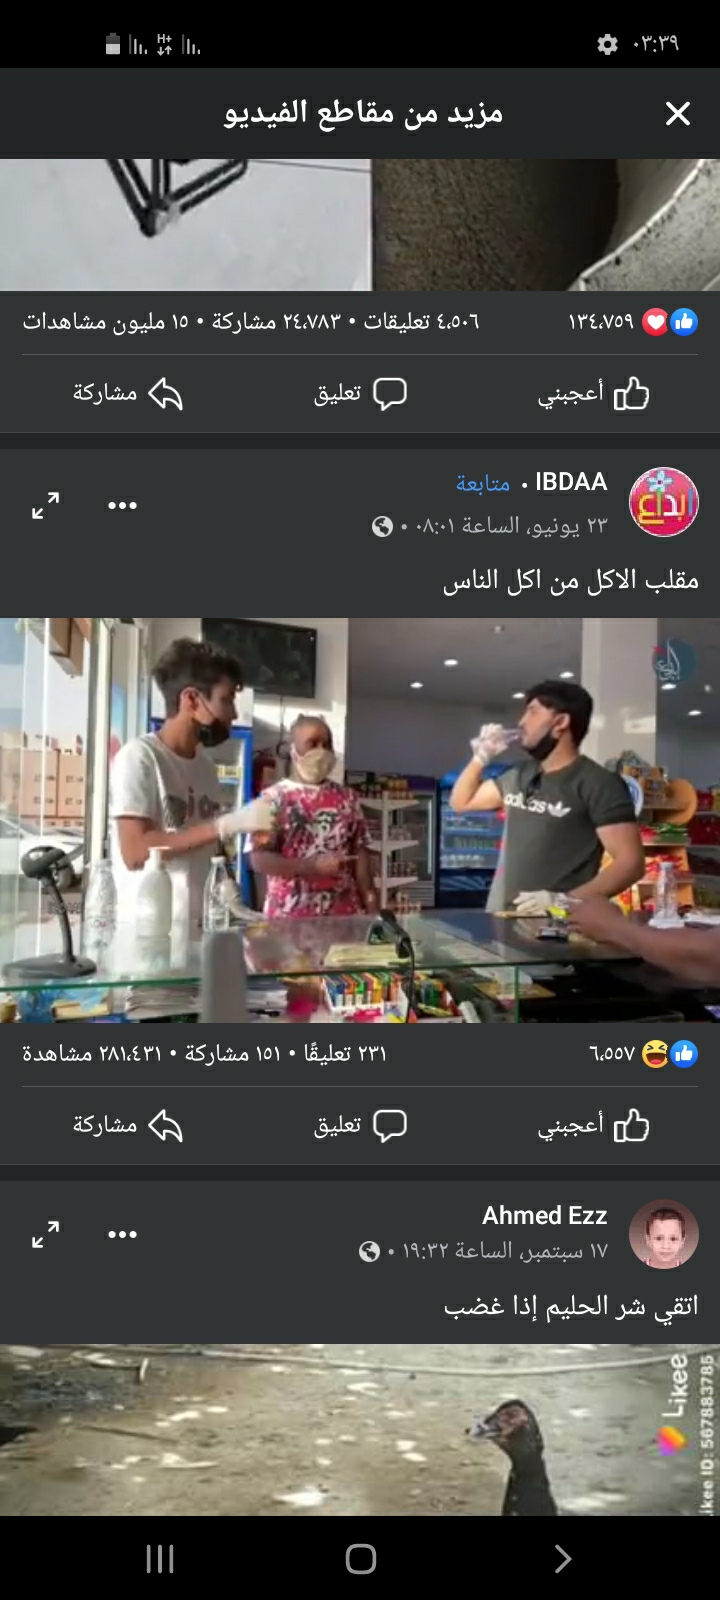 ٠٣:٣٩
H+
مزيد من مقاطع الفيديو
١٣٤،٧٥٩
٤،٥٠٦ تعليقات • ٢٤،٧٨٣ مشاركة • ١٥ مليون مشاهدات
أعجبني
تعليق
مشاركة
ابداع
IBDAA • متابعة
٢٣ يونيو، الساعة ٠٨:٠١ •
مقلب الاكل من اكل الناس
adidas
٦،٥٥٧
٢٣١ تعليقًا • ١٥١ مشاركة • ٢٨١،٤٣١ مشاهدة
أعجبني
تعليق
مشاركة
Ahmed Ezz
١٧ سبتمبر، الساعة ١٩:٣٢ •
اتقي شر الحليم إذا غضب
Likee
ikee ID: 567883785